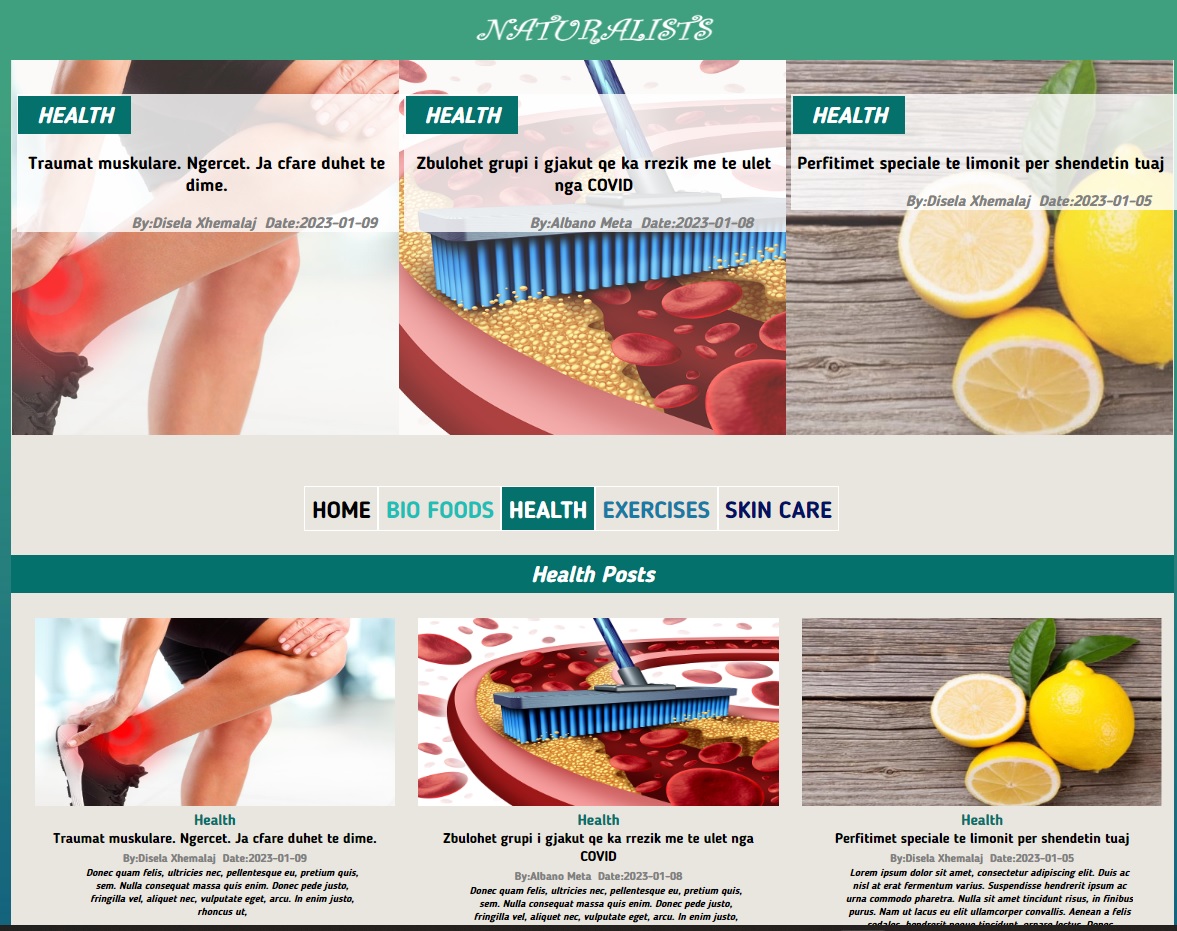 NATURALISTS
HEALTH
Traumat muskulare. Ngercet. Ja cfare duhet te
dime.
By:Disela Xhemalaj Date:2023-01-09
HEALTH
Zbulohet grupi i gjakut qe ka rrezik me te ulet
nga COVID
By:Albano Meta Date:2023-01-08
HEALTH
Perfitimet speciale te limonit per shendetin tuaj
By:Disela Xhemalaj Date:2023-01-05
HOME BIO FOODS HEALTH EXERCISES SKIN CARE
Health Posts
Health
Traumat muskulare. Ngercet. Ja cfare duhet te dime.
By:Disela Xhemalaj Date:2023-01-09
Donec quam felis, ultricies nec, pellentesque eu, pretium quis,
sem. Nulla consequat massa quis enim. Donec pede justo,
fringilla vel, aliquet nec, vulputate eget, arcu. In enim justo,
rhoncus ut,
Health
Zbulohet grupi i gjakut qe ka rrezik me te ulet nga
COVID
By:Albano Meta Date:2023-01-08
Donec quam felis, ultricies nec, pellentesque eu, pretium quis,
sem. Nulla consequat massa quis enim. Donec pede justo,
fringilla vel, aliquet nec, vulputate eget, arcu. In enim justo,
Health
Perfitimet speciale te limonit per shendetin tuaj
By:Disela Xhemalaj Date:2023-01-05
Lorem ipsum dolor sit amet, consectetur adipiscing elit. Duis ac
nisl at erat fermentum varius. Suspendisse hendrerit ipsum ac
urna commodo pharetra. Nulla sit amet tincidunt risus, in finibus
purus. Nam ut lacus eu elit ullamcorper convallis. Aenean a felis
sodales, hendrerit neque tincidunt, ornare lectus. Donec